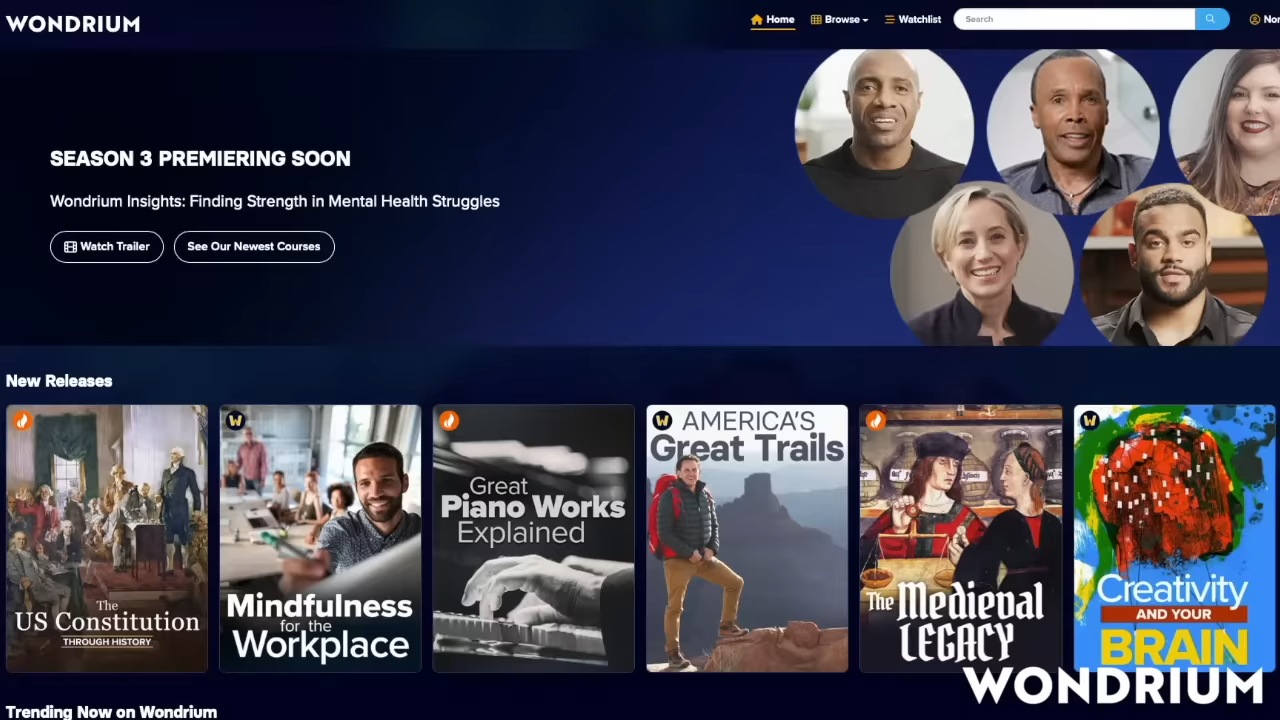 WONDRIUM
Home
Browse
Watchlist
Search
SEASON 3 PREMIERING SOON
Wondrium Insights: Finding Strength in Mental Health Struggles
Watch Trailer
See Our Newest Courses
New Releases
The
US Constitution
THROUGH HISTORY
W
Mindfulness
for the
Workplace
Great
Piano Works
Explained
W
AMERICA'S
Great Trails
The Medieval
LEGACY
W
Creativity
AND YOUR
BRAIN
WONDRIUM
Trending Now on Wondrium